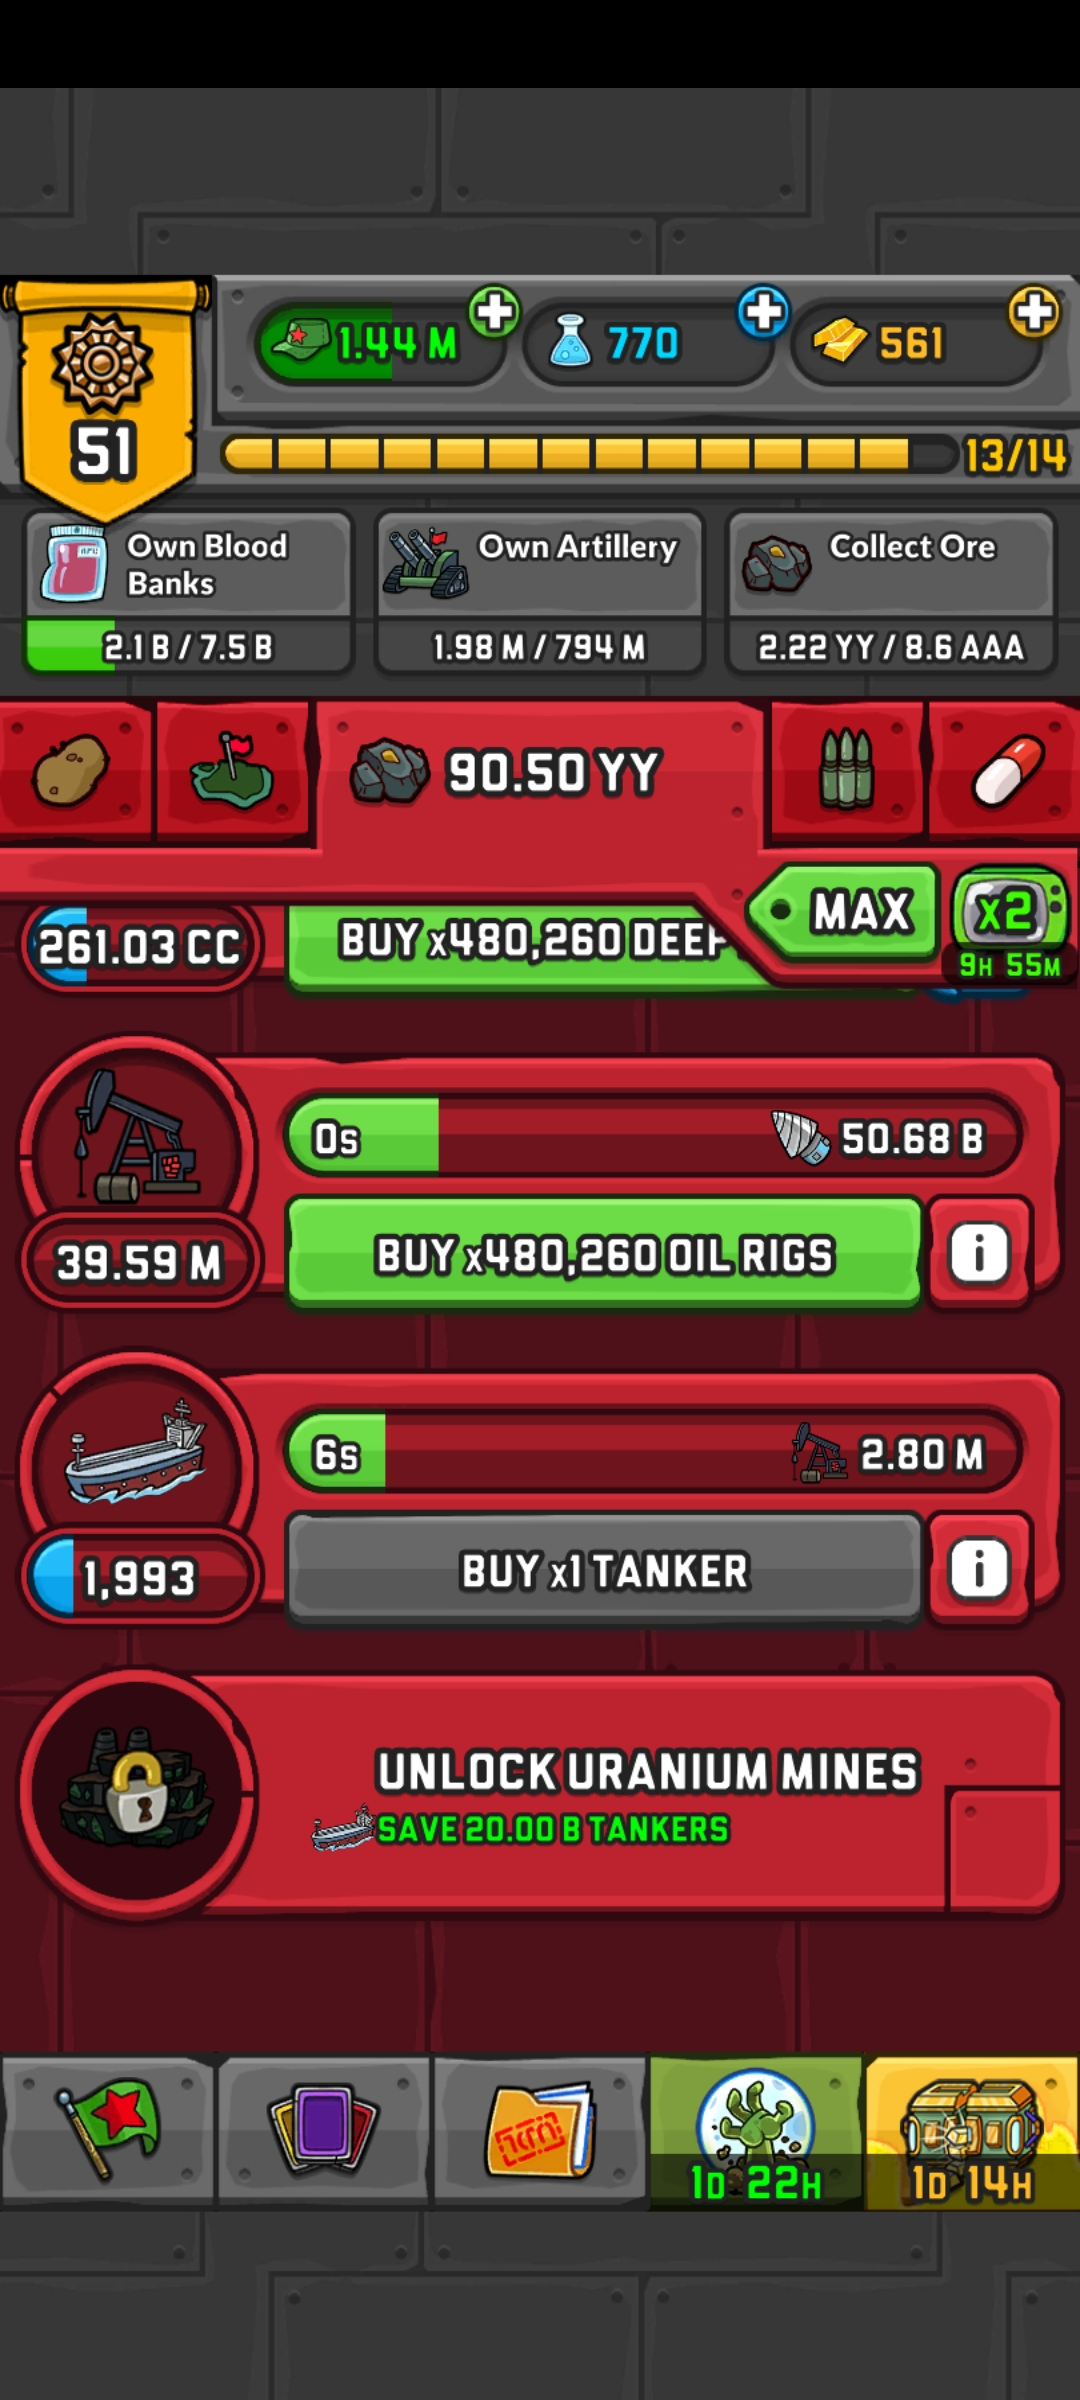 1.44 M
770
561
51
13/14
Own Blood
Banks
2.1 B / 7.5 B
Own Artillery
1.98 M / 794 M
Collect Ore
2.22 YY / 8.6 AAA
90.50 YY
MAX
x2
9H 55M
261.03 CC
BUY x480,260 DEEP
0s
50.68 B
39.59 M
BUY x480,260 OIL RIGS
i
6s
2.80 M
1,993
BUY x1 TANKER
i
UNLOCK URANIUM MINES
SAVE 20.00 B TANKERS
1D 22H
1D 14H